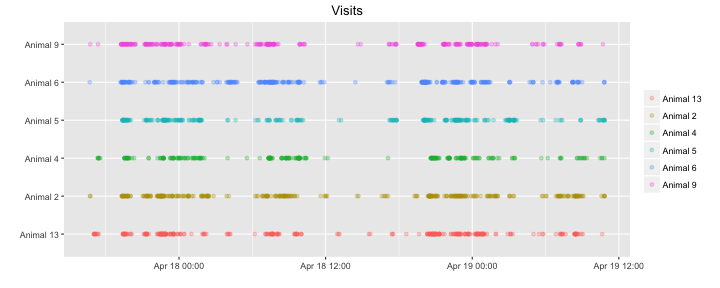 Visits
Animal 9
Animal 6
Animal 5
Animal 4
Animal 2
Animal 13
Apr 18 00:00
Apr 18 12:00
Apr 19 00:00
Apr 19 12:00
Animal 13
Animal 2
Animal 4
Animal 5
Animal 6
Animal 9